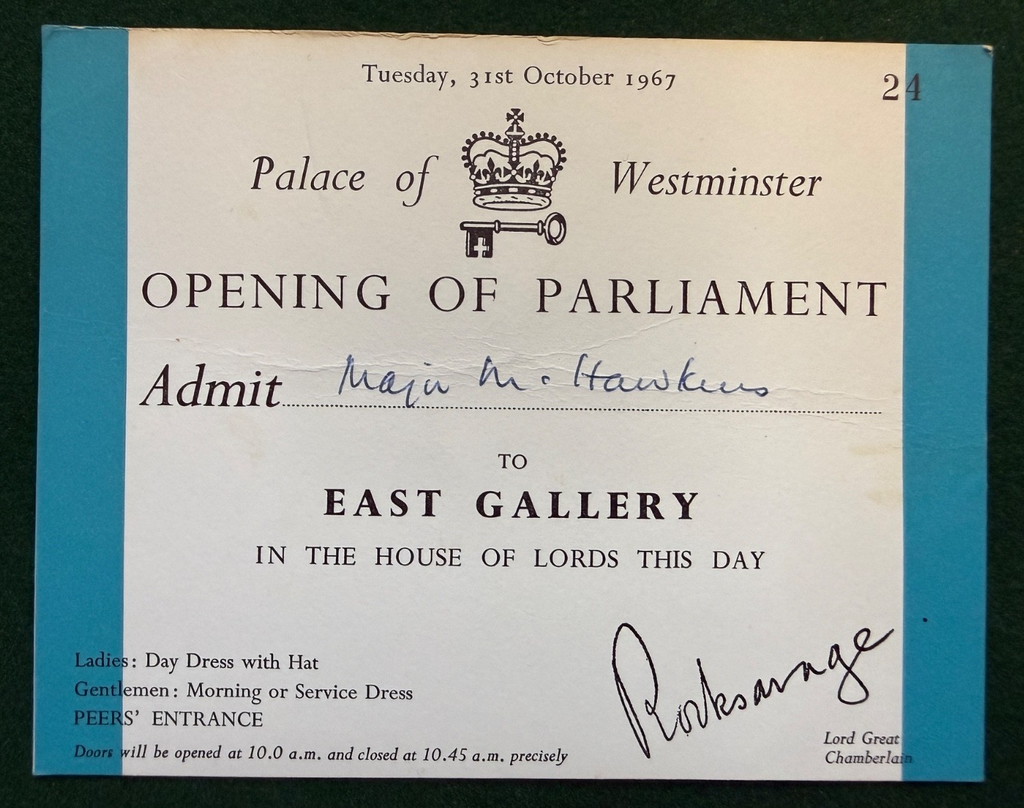 Tuesday, 31st October 1967
24
Palace of Westminster
OPENING OF PARLIAMENT
Admit Major M. Hawkins
TO
EAST GALLERY
IN THE HOUSE OF LORDS THIS DAY
Ladies: Day Dress with Hat
Gentlemen: Morning or Service Dress
PEERS' ENTRANCE
Doors will be opened at 10.0 a.m. and closed at 10.45 a.m. precisely
Rocksavage
Lord Great
Chamberlain